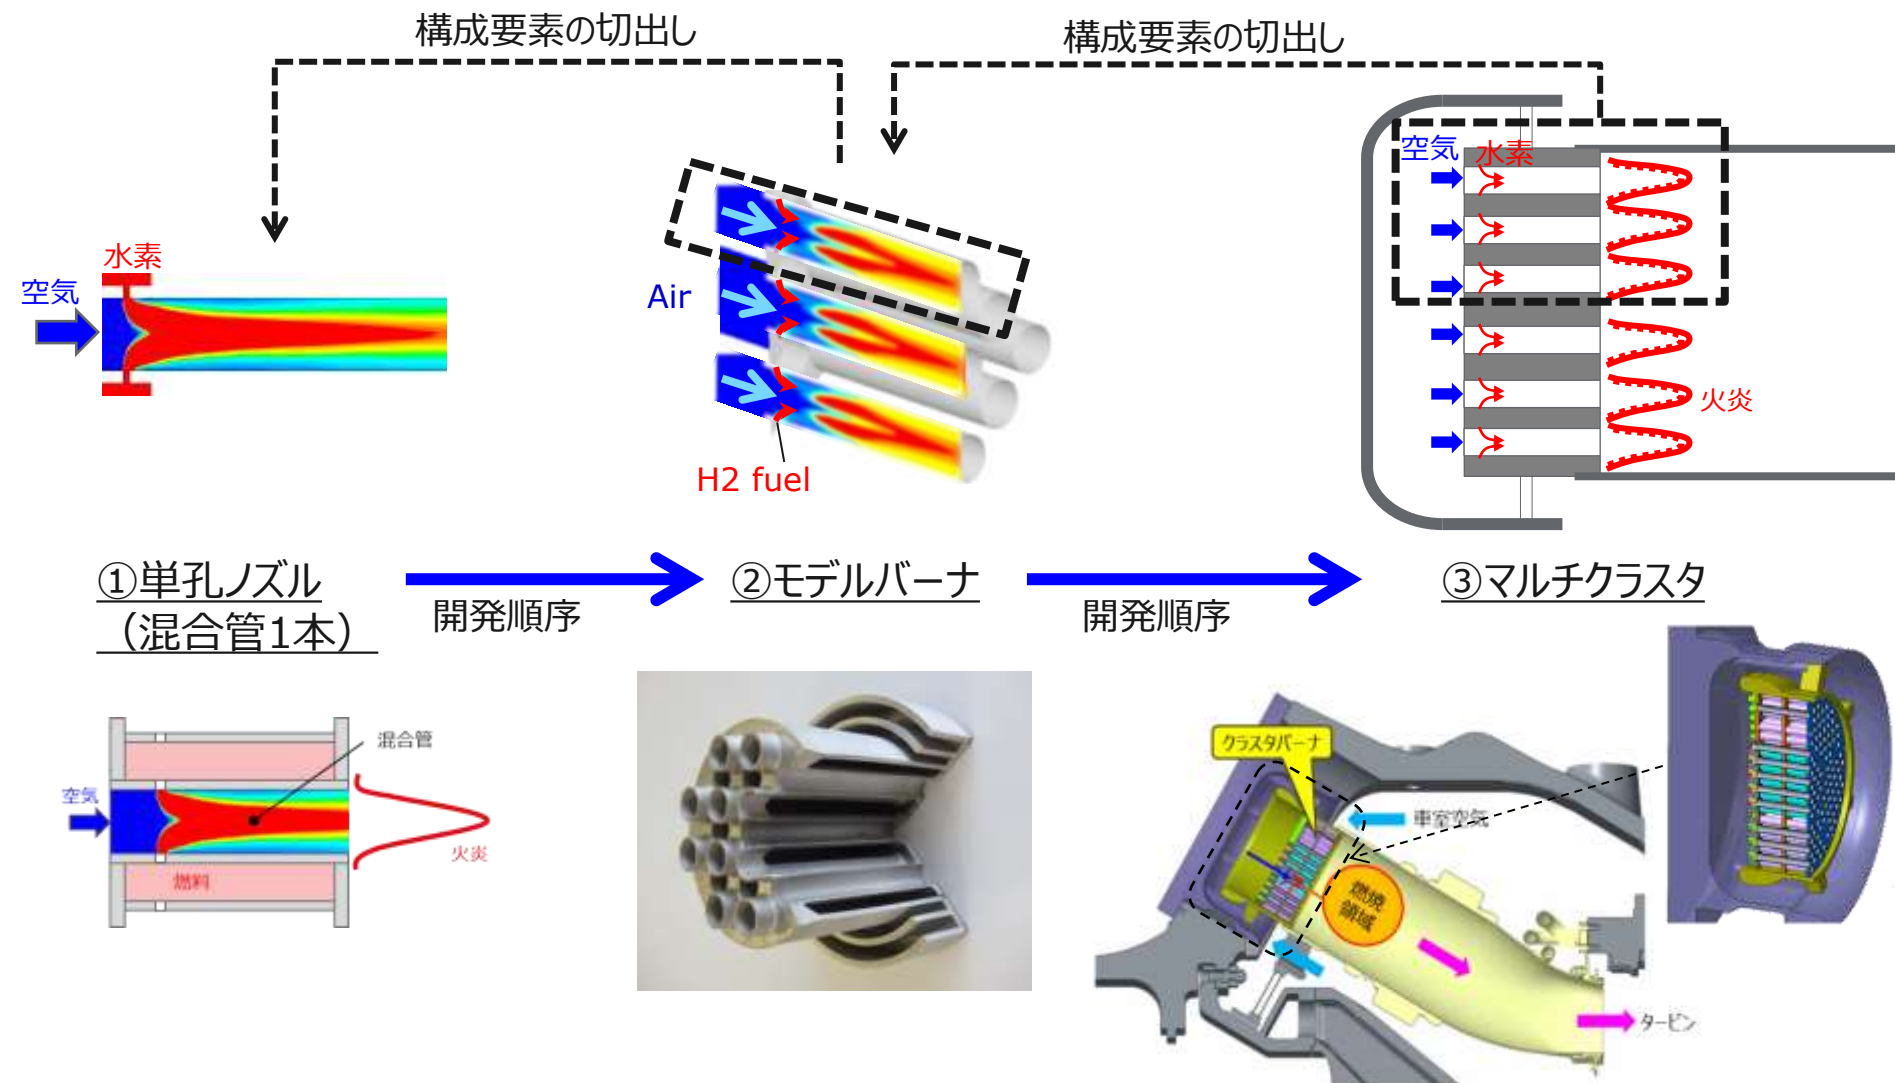 構成要素の切出し
構成要素の切出し
水素
空気
Air
H2 fuel
空気
水素
火炎
①単孔ノズル
（混合管1本）
開発順序
②モデルバーナ
開発順序
③マルチクラスタ
混合管
空気
火炎
燃料
クラスタバーナ
車室空気
燃焼
領域
タービン